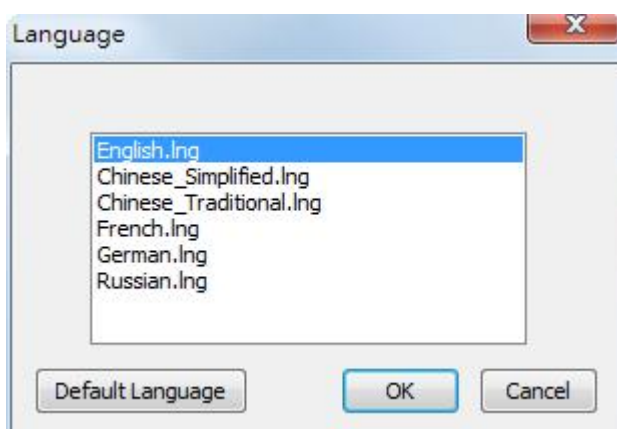 Language
English.lng
Chinese_Simplified.lng
Chinese_Traditional.lng
French.lng
German.lng
Russian.lng
Default Language OK Cancel